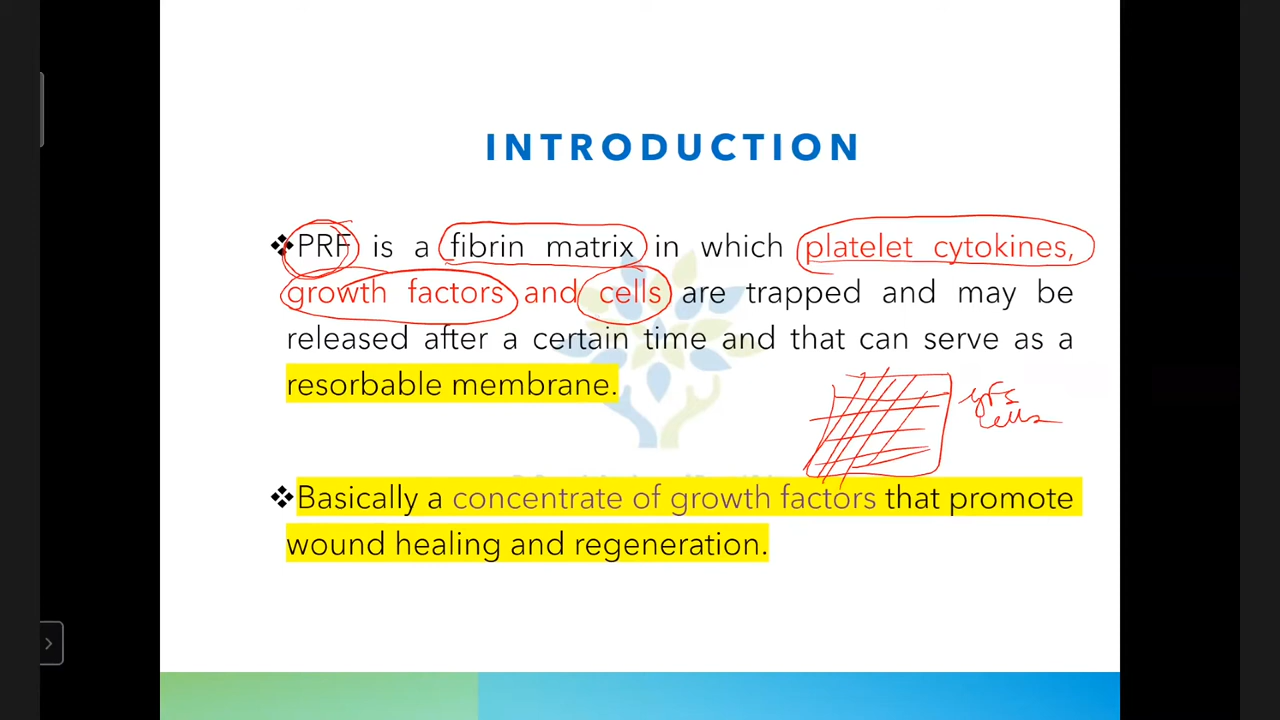 INTRODUCTION
❖PRF is a fibrin matrix in which platelet cytokines,
growth factors and cells are trapped and may be
released after a certain time and that can serve as a
resorbable membrane.
GFs
cells
❖Basically a concentrate of growth factors that promote
wound healing and regeneration.